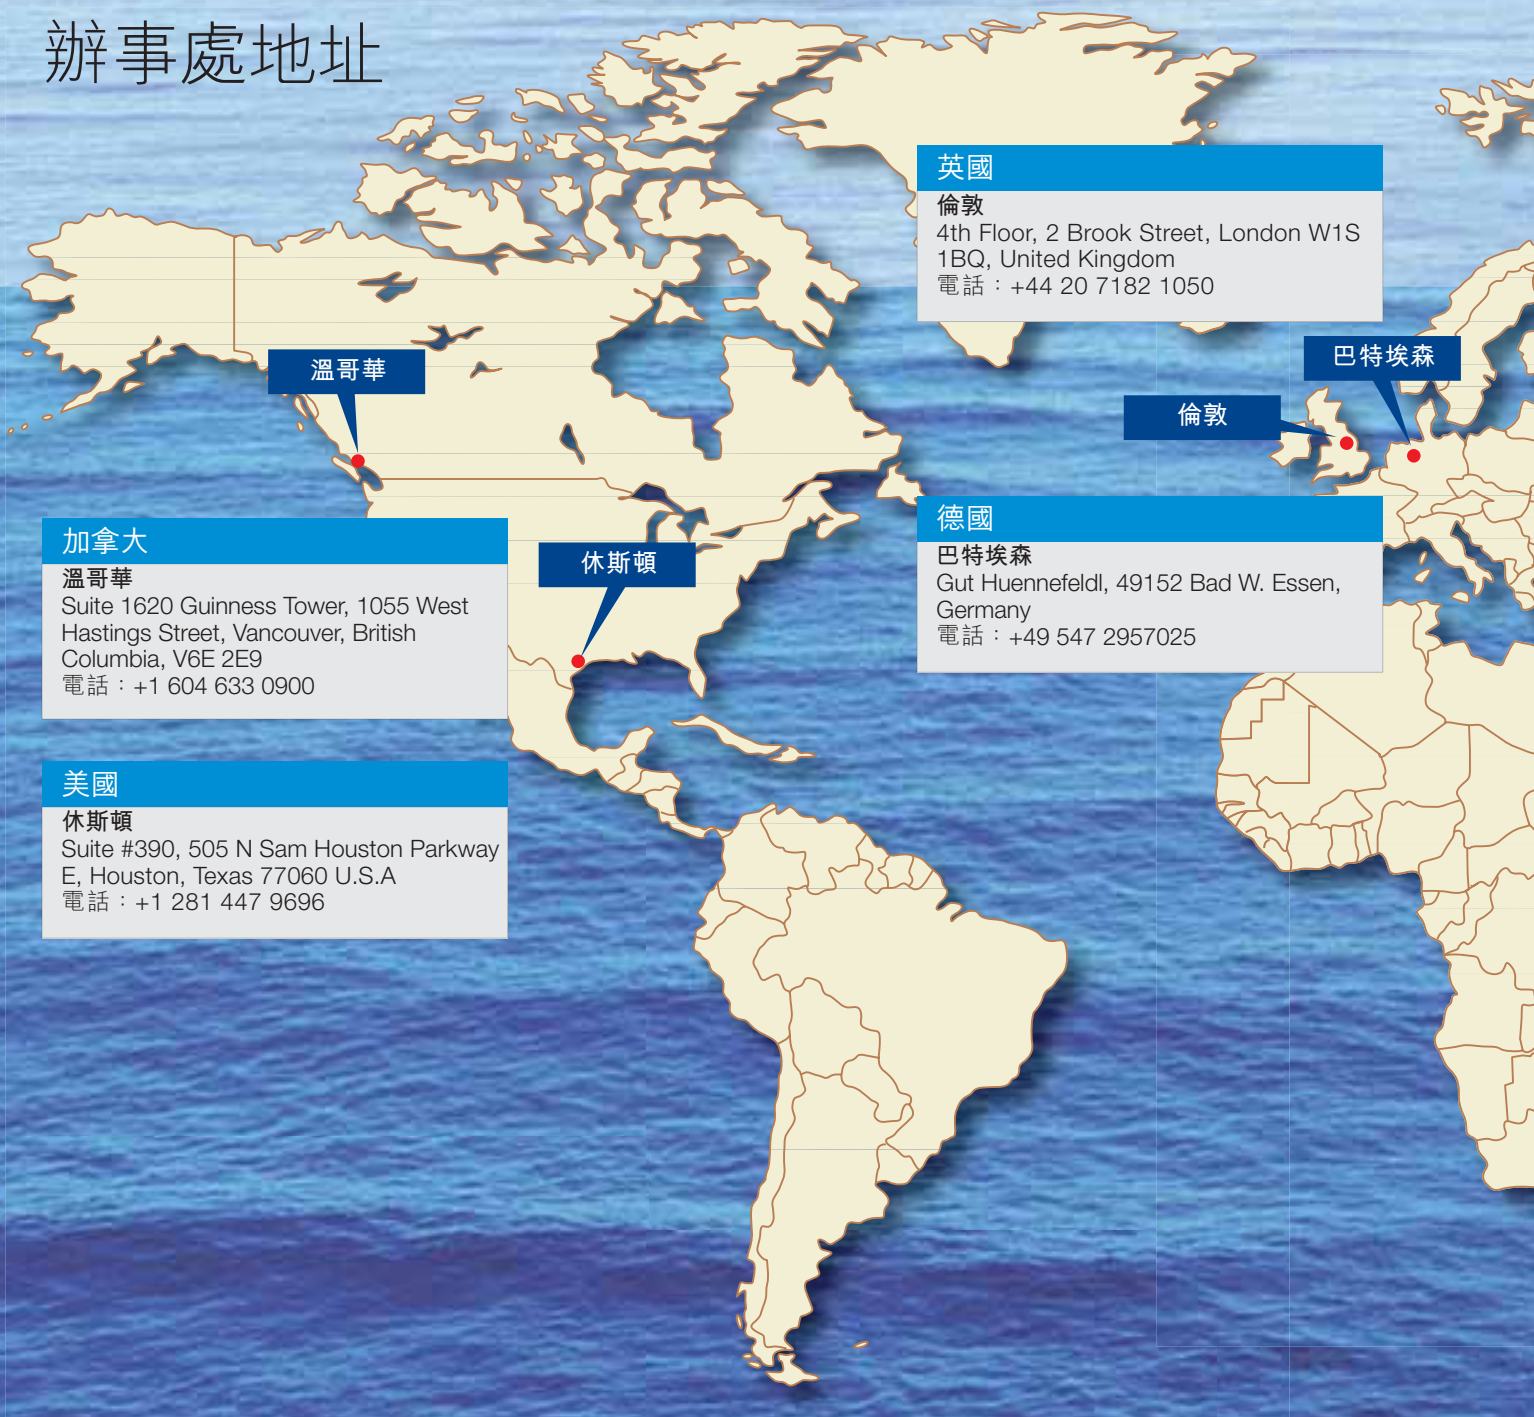 辦事處地址
英國
倫敦
4th Floor, 2 Brook Street, London W1S
1BQ, United Kingdom
電話：+44 20 7182 1050
溫哥華
巴特埃森
倫敦
加拿大
溫哥華
Suite 1620 Guinness Tower, 1055 West
Hastings Street, Vancouver, British
Columbia, V6E 2E9
電話：+1 604 633 0900
休斯頓
德國
巴特埃森
Gut Huennefeldl, 49152 Bad W. Essen,
Germany
電話：+49 547 2957025
美國
休斯頓
Suite #390, 505 N Sam Houston Parkway
E, Houston, Texas 77060 U.S.A
電話：+1 281 447 9696